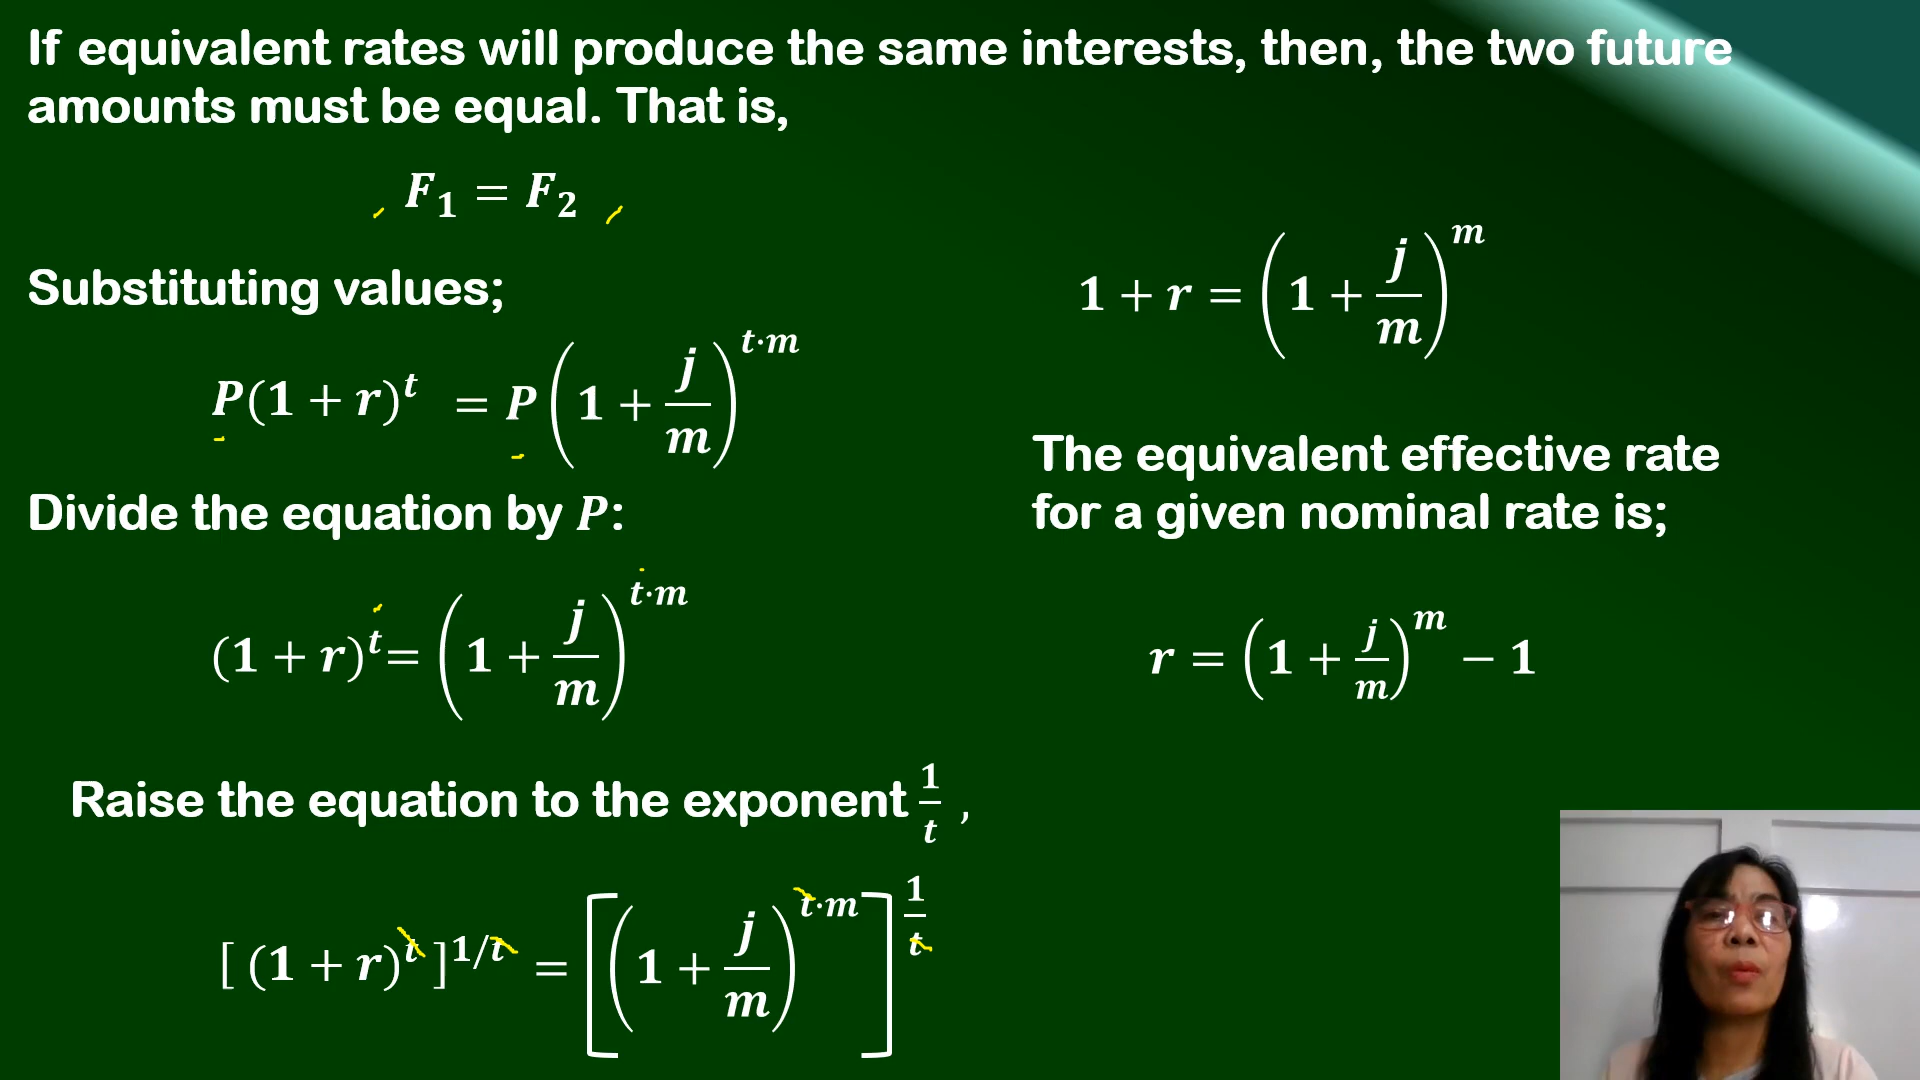 If equivalent rates will produce the same interests, then, the two future
amounts must be equal. That is,
F₁ = F₂
Substituting values;
P(1 + r)^t = P(1 + j/m)^(t·m)
Divide the equation by P:
(1 + r)^t = (1 + j/m)^(t·m)
Raise the equation to the exponent 1/t ,
[ (1 + r)^t ]^(1/t) = [(1 + j/m)^(t·m)]^(1/t)
1 + r = (1 + j/m)^m
The equivalent effective rate
for a given nominal rate is;
r = (1 + j/m)^m − 1